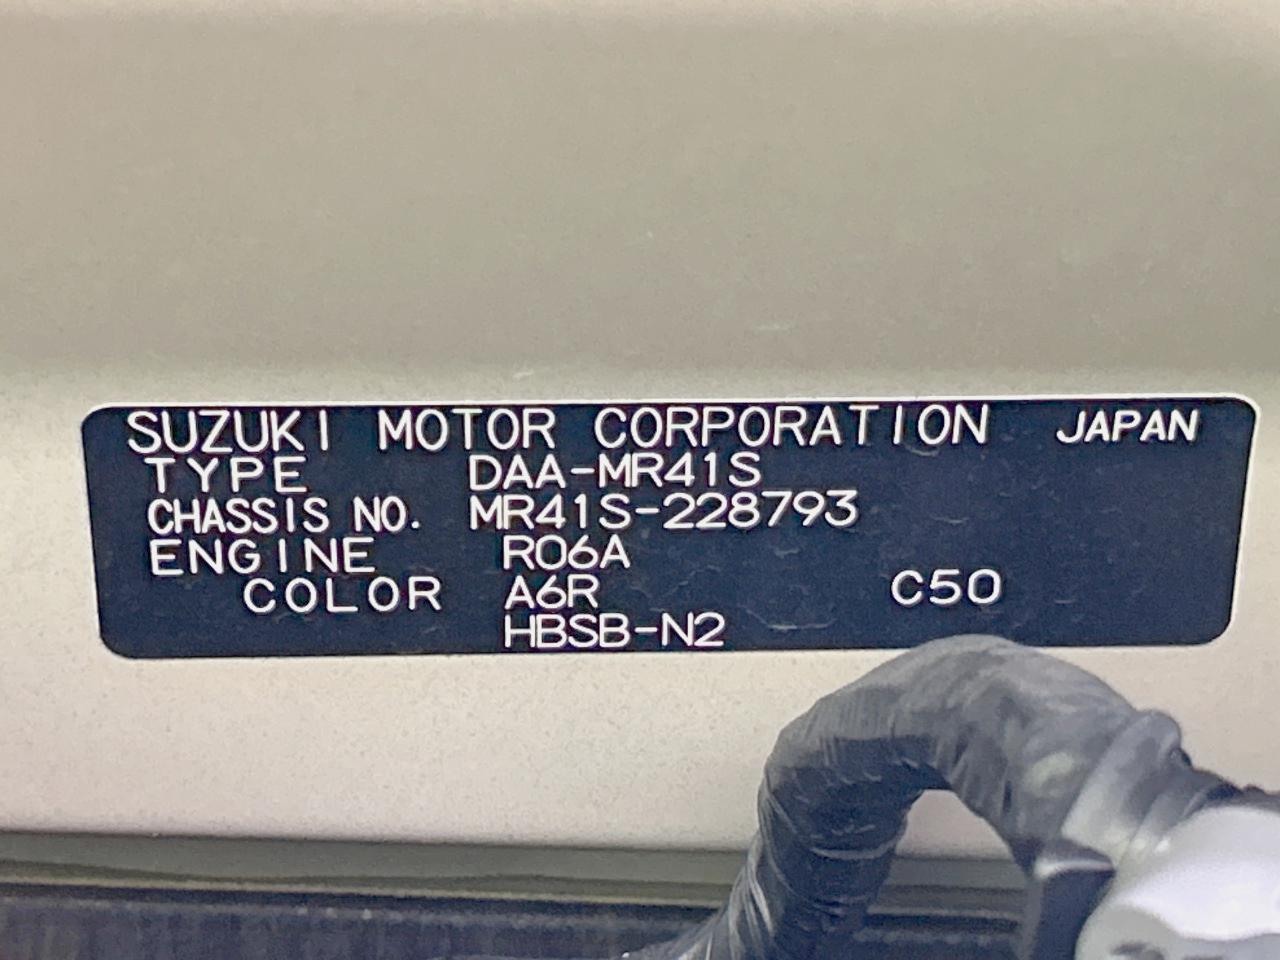 SUZUKI MOTOR CORPORATION JAPAN
TYPE DAA-MR41S
CHASSIS NO. MR41S-228793
ENGINE R06A
COLOR A6R C50
HBSB-N2